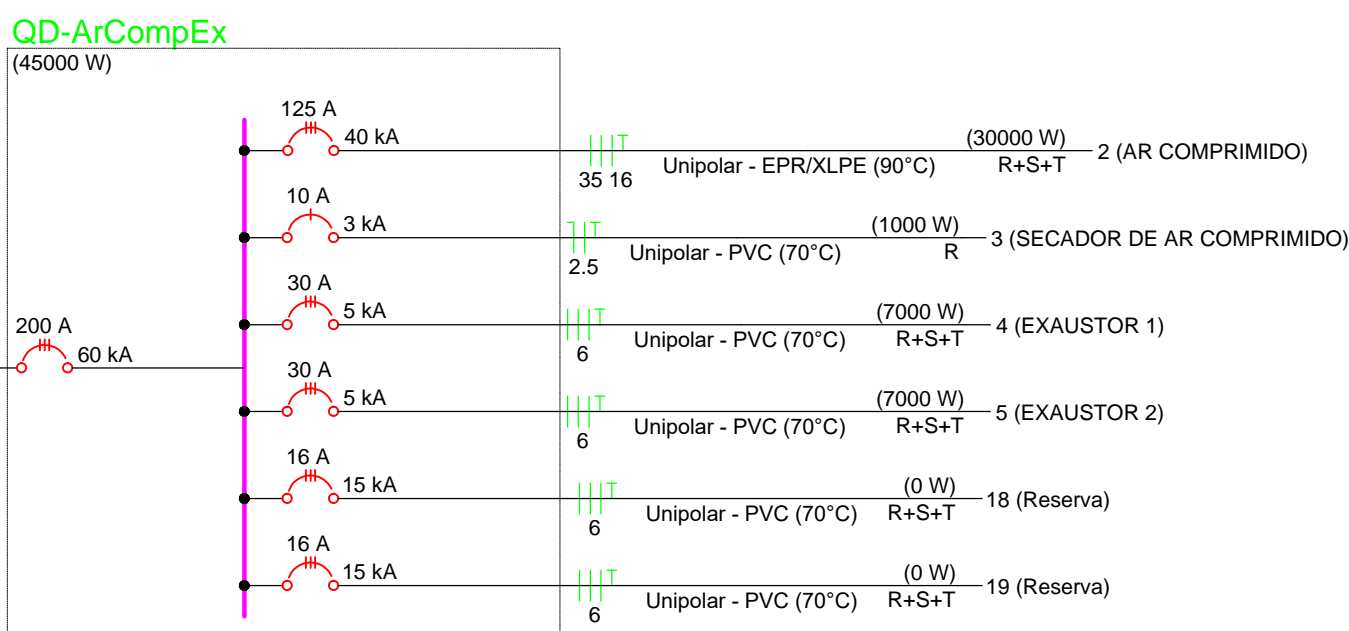 QD-ArCompEx
(45000 W)
125 A
40 kA
35 16
Unipolar - EPR/XLPE (90°C)
(30000 W)
R+S+T
2 (AR COMPRIMIDO)
10 A
3 kA
2.5
Unipolar - PVC (70°C)
(1000 W)
R
3 (SECADOR DE AR COMPRIMIDO)
30 A
5 kA
6
Unipolar - PVC (70°C)
(7000 W)
R+S+T
4 (EXAUSTOR 1)
200 A
60 kA
30 A
5 kA
6
Unipolar - PVC (70°C)
(7000 W)
R+S+T
5 (EXAUSTOR 2)
16 A
15 kA
6
Unipolar - PVC (70°C)
(0 W)
R+S+T
18 (Reserva)
16 A
15 kA
6
Unipolar - PVC (70°C)
(0 W)
R+S+T
19 (Reserva)